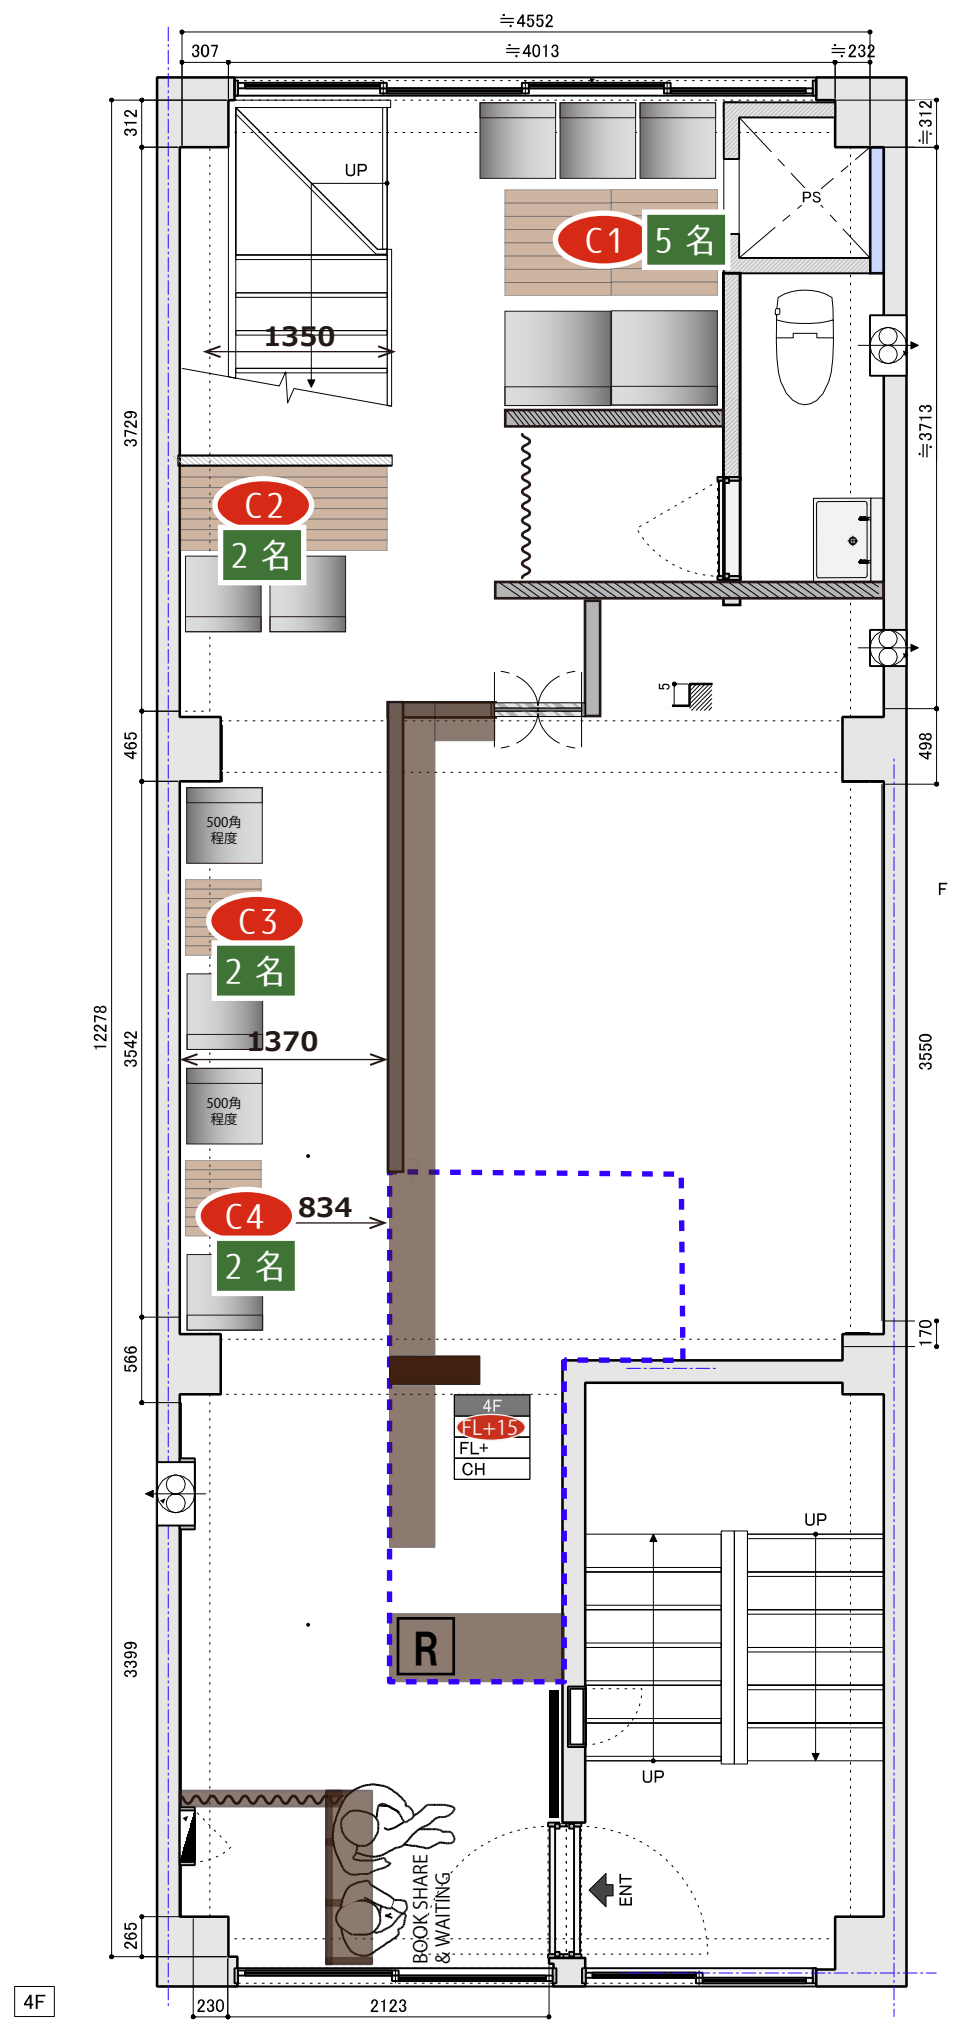 ≒4552
307
≒4013
≒232
312
≒312
UP
PS
C1
5 名
1350
3729
≒3713
C2
2 名
5
465
498
500角
程度
F
C3
2 名
12278
3542
1370
3550
500角
程度
C4
834
2 名
566
170
4F
FL+15
FL+
CH
UP
R
3399
UP
BOOK SHARE
& WAITING
ENT
265
4F
230
2123